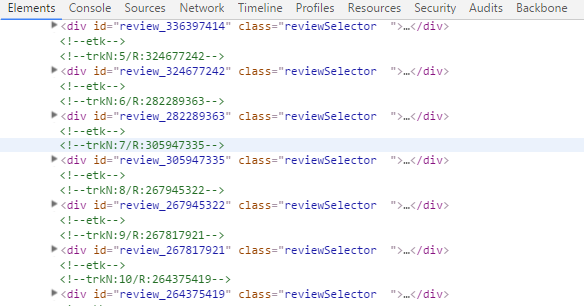 Elements Console Sources Network Timeline Profiles Resources Security Audits Backbone
▶<div id="review_336397414" class="reviewSelector  ">…</div>
<!--etk-->
<!--trkN:5/R:324677242-->
▶<div id="review_324677242" class="reviewSelector  ">…</div>
<!--etk-->
<!--trkN:6/R:282289363-->
▶<div id="review_282289363" class="reviewSelector  ">…</div>
<!--etk-->
<!--trkN:7/R:305947335-->
▶<div id="review_305947335" class="reviewSelector  ">…</div>
<!--etk-->
<!--trkN:8/R:267945322-->
▶<div id="review_267945322" class="reviewSelector  ">…</div>
<!--etk-->
<!--trkN:9/R:267817921-->
▶<div id="review_267817921" class="reviewSelector  ">…</div>
<!--etk-->
<!--trkN:10/R:264375419-->
▶<div id="review_264375419" class="reviewSelector  ">…</div>